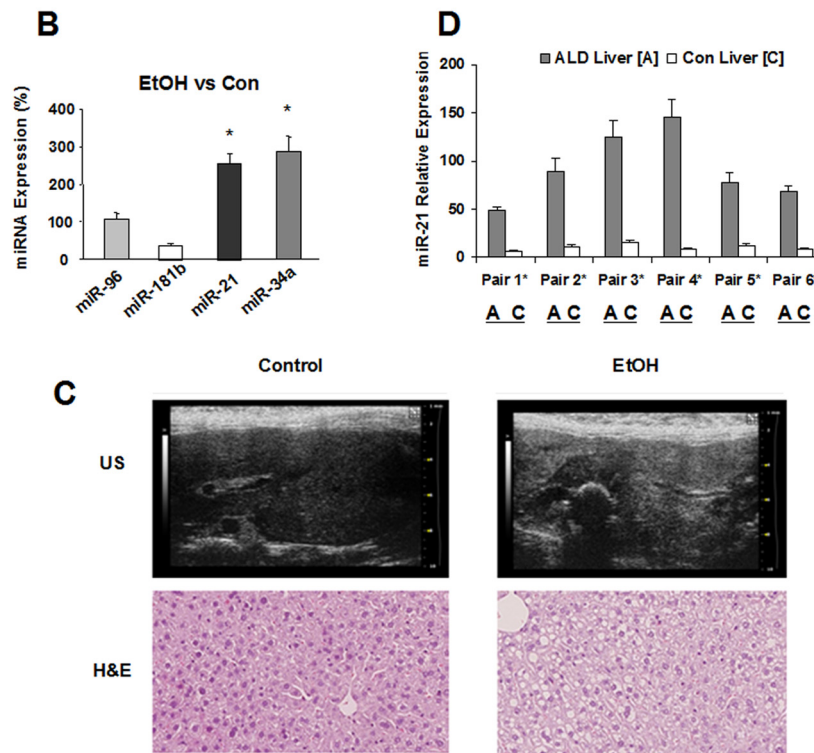 B
EtOH vs Con
miRNA Expression (%)
400
300
200
100
0
*
*
miR-96
miR-181b
miR-21
miR-34a
D
ALD Liver [A]
Con Liver [C]
miR-21 Relative Expression
200
150
100
50
0
Pair 1* Pair 2* Pair 3* Pair 4* Pair 5* Pair 6
A C A C A C A C A C A C
C
Control
EtOH
US
H&E